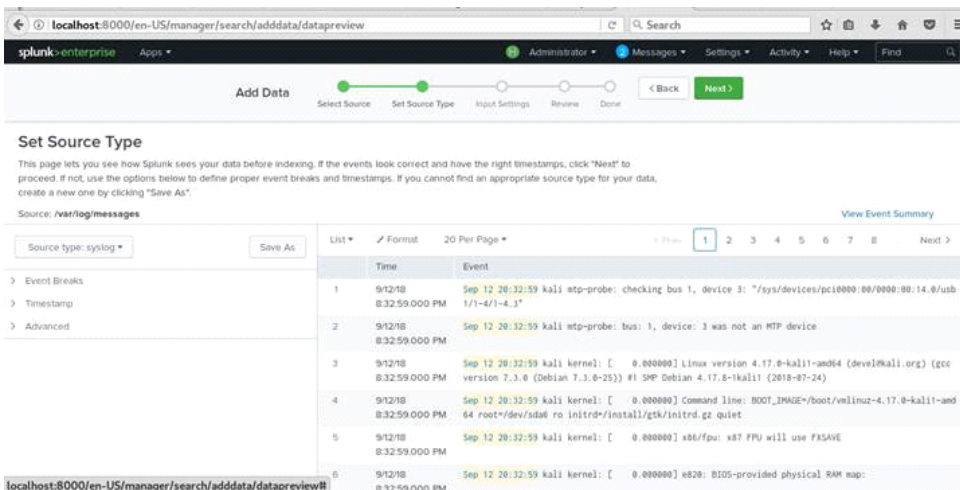 localhost:8000/en-US/manager/search/adddata/datapreview
Search
splunk>enterprise Apps
Administrator 2 Messages Settings Activity Help Find
Add Data
Select Source Set Source Type Input Settings Review Done
< Back Next >
Set Source Type
This page lets you see how Splunk sees your data before indexing. If the events look correct and have the right timestamps, click "Next" to
proceed. If not, use the options below to define proper event breaks and timestamps. If you cannot find an appropriate source type for your data,
create a new one by clicking "Save As".
Source: /var/log/messages
View Event Summary
Source type: syslog Save As
> Event Breaks
> Timestamp
> Advanced
List Format 20 Per Page < Prev 1 2 3 4 5 6 7 8 . Next >
Time Event
1 9/12/18 Sep 12 20:32:59 kali mtp-probe: checking bus 1, device 3: "/sys/devices/pci0000:00/0000:00:14.0/usb
8:32:59.000 PM 1/1-4/1-4.3"
2 9/12/18 Sep 12 20:32:59 kali mtp-probe: bus: 1, device: 3 was not an MTP device
8:32:59.000 PM
3 9/12/18 Sep 12 20:32:59 kali kernel: [ 0.000000] Linux version 4.17.0-kali1-amd64 (devel@kali.org) (gcc
8:32:59.000 PM version 7.3.0 (Debian 7.3.0-25)) #1 SMP Debian 4.17.8-1kali1 (2018-07-24)
4 9/12/18 Sep 12 20:32:59 kali kernel: [ 0.000000] Command line: BOOT_IMAGE=/boot/vmlinuz-4.17.0-kali1-amd
8:32:59.000 PM 64 root=/dev/sda6 ro initrd=/install/gtk/initrd.gz quiet
5 9/12/18 Sep 12 20:32:59 kali kernel: [ 0.000000] x86/fpu: x87 FPU will use FXSAVE
8:32:59.000 PM
6 9/12/18 Sep 12 20:32:59 kali kernel: [ 0.000000] e820: BIOS-provided physical RAM map:
8:32:59.000 PM
localhost:8000/en-US/manager/search/adddata/datapreview#